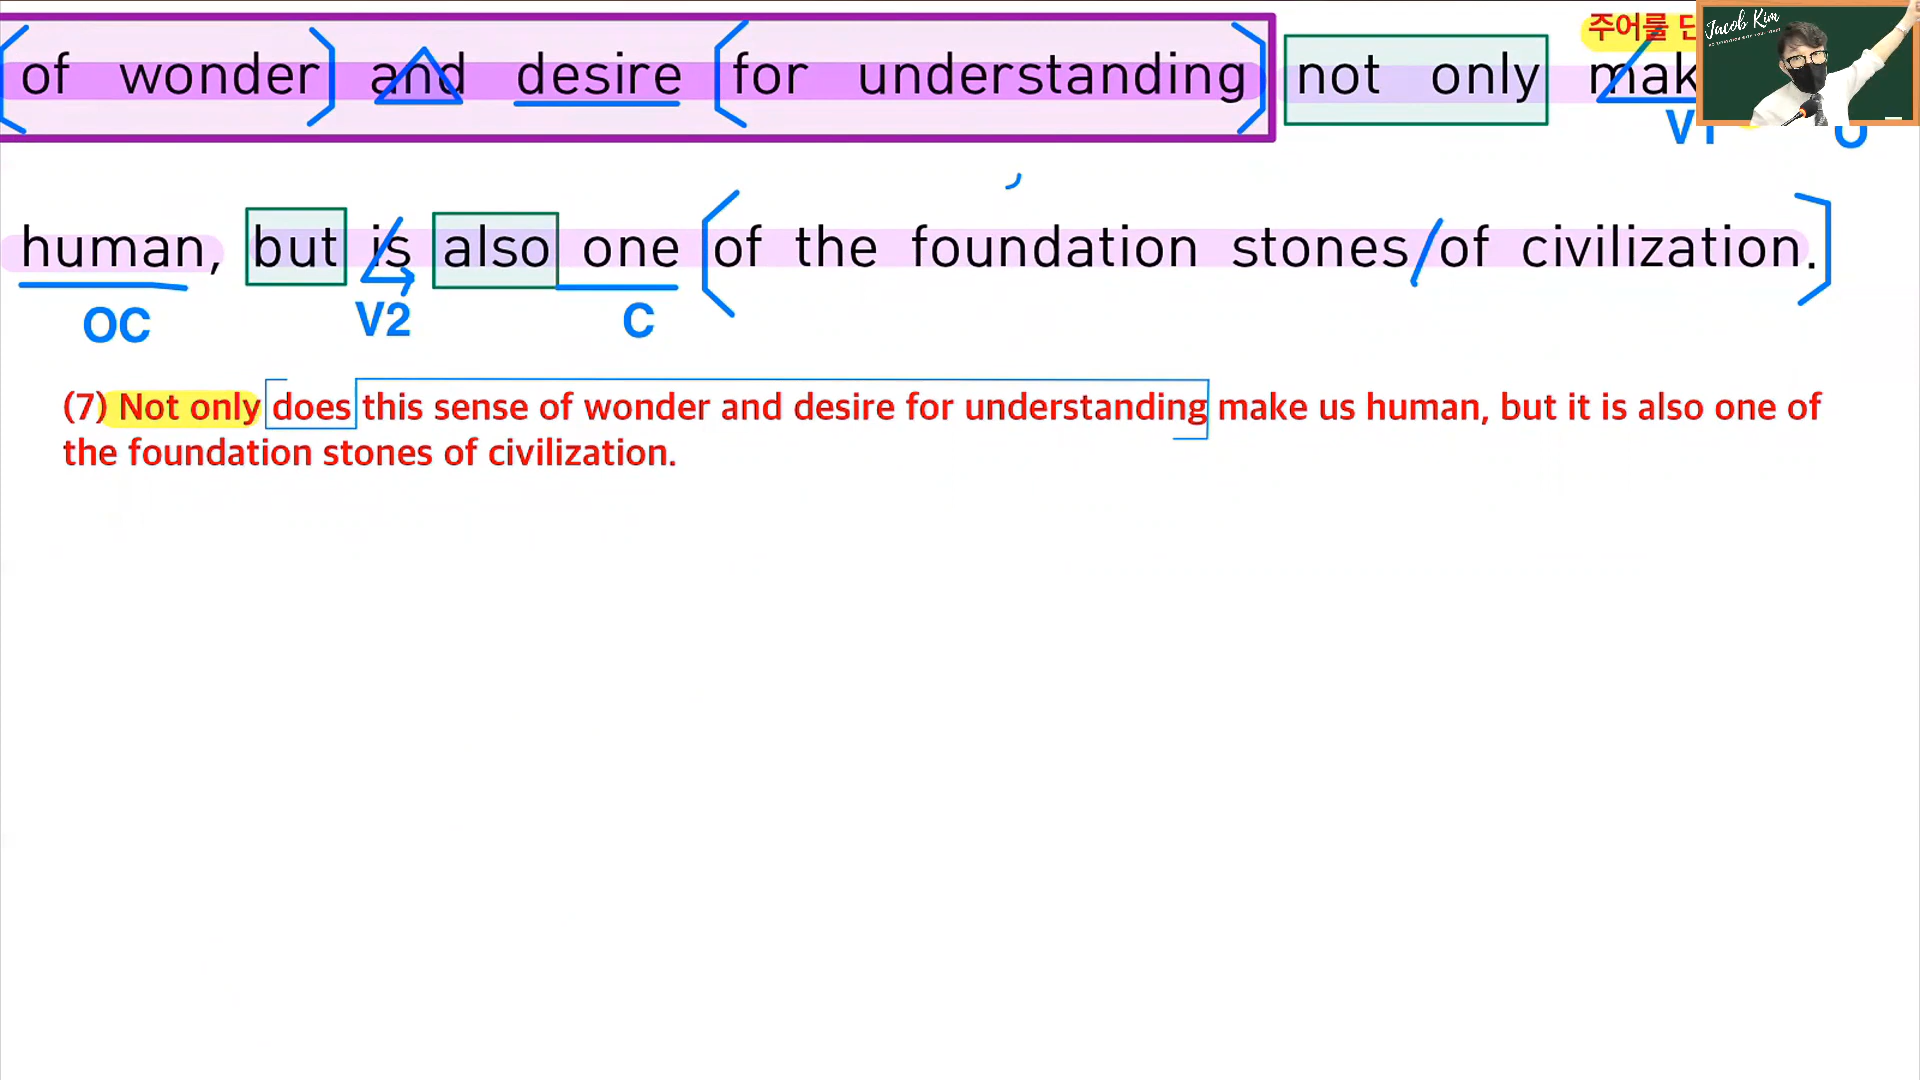 주어를
Jacob Kim
of wonder and desire for understanding not only mak
V1 O
human, but is also one of the foundation stones of civilization.
OC V2 C
(7) Not only does this sense of wonder and desire for understanding make us human, but it is also one of
the foundation stones of civilization.